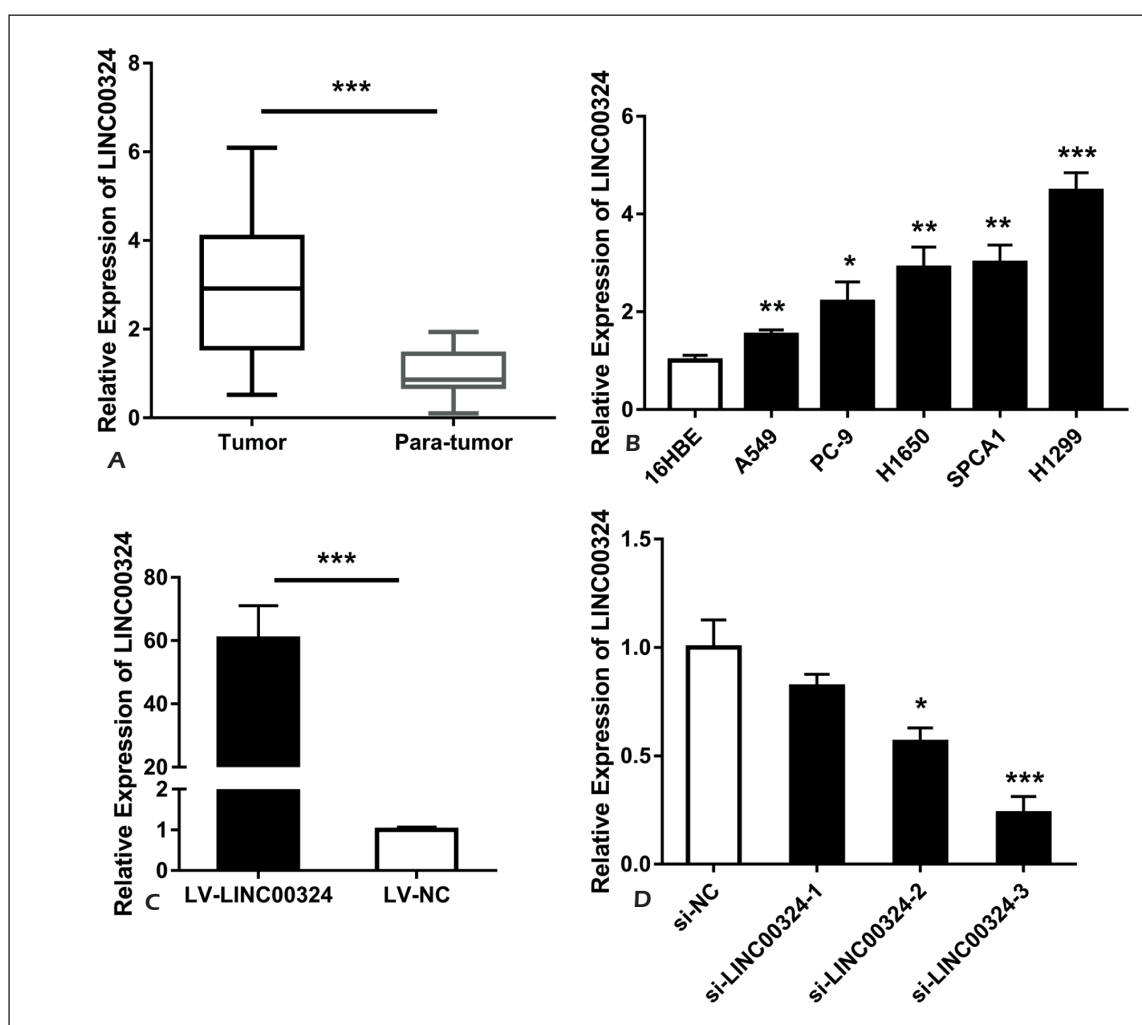 Relative Expression of LINC00324
8
6
4
2
0
***
Tumor
Para-tumor
A
Relative Expression of LINC00324
6
4
2
0
**
*
**
**
***
16HBE
A549
PC-9
H1650
SPCA1
H1299
B
Relative Expression of LINC00324
80
60
40
20
2
1
0
***
LV-LINC00324
LV-NC
C
Relative Expression of LINC00324
1.5
1.0
0.5
0.0
*
***
si-NC
si-LINC00324-1
si-LINC00324-2
si-LINC00324-3
D